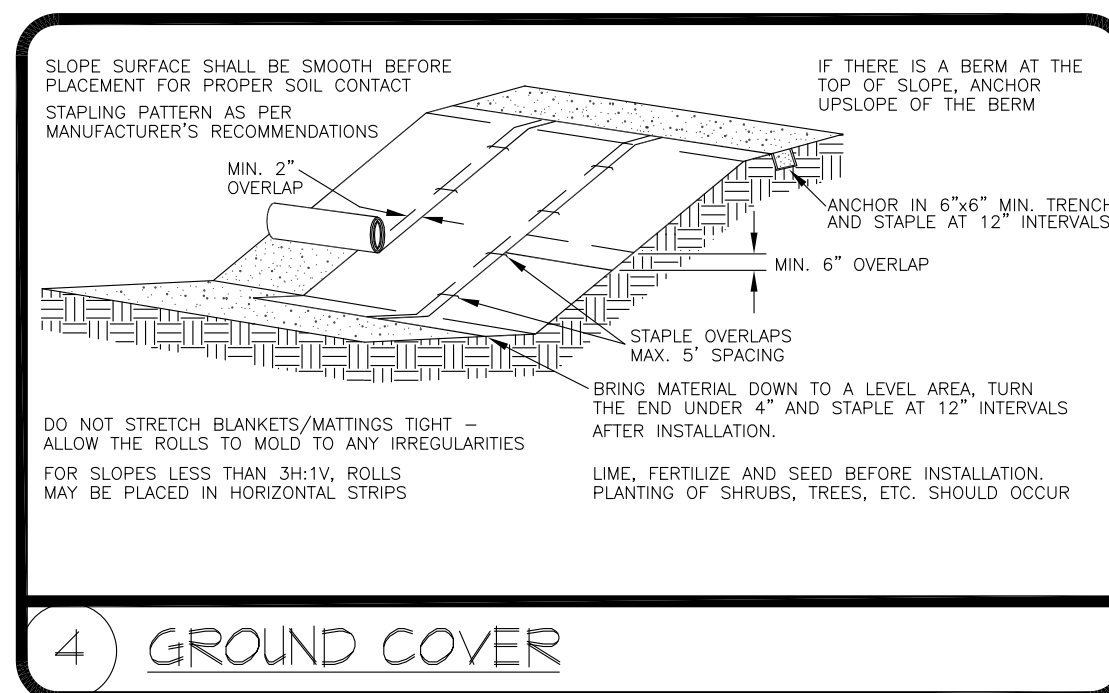 SLOPE SURFACE SHALL BE SMOOTH BEFORE
PLACEMENT FOR PROPER SOIL CONTACT
STAPLING PATTERN AS PER
MANUFACTURER'S RECOMMENDATIONS
MIN. 2"
OVERLAP
IF THERE IS A BERM AT THE
TOP OF SLOPE, ANCHOR
UPSLOPE OF THE BERM
ANCHOR IN 6"x6" MIN. TRENCH
AND STAPLE AT 12" INTERVALS
MIN. 6" OVERLAP
STAPLE OVERLAPS
MAX. 5' SPACING
BRING MATERIAL DOWN TO A LEVEL AREA, TURN
THE END UNDER 4" AND STAPLE AT 12" INTERVALS
AFTER INSTALLATION.
DO NOT STRETCH BLANKETS/MATTINGS TIGHT –
ALLOW THE ROLLS TO MOLD TO ANY IRREGULARITIES
FOR SLOPES LESS THAN 3H:1V, ROLLS
MAY BE PLACED IN HORIZONTAL STRIPS
LIME, FERTILIZE AND SEED BEFORE INSTALLATION.
PLANTING OF SHRUBS, TREES, ETC. SHOULD OCCUR
4 GROUND COVER